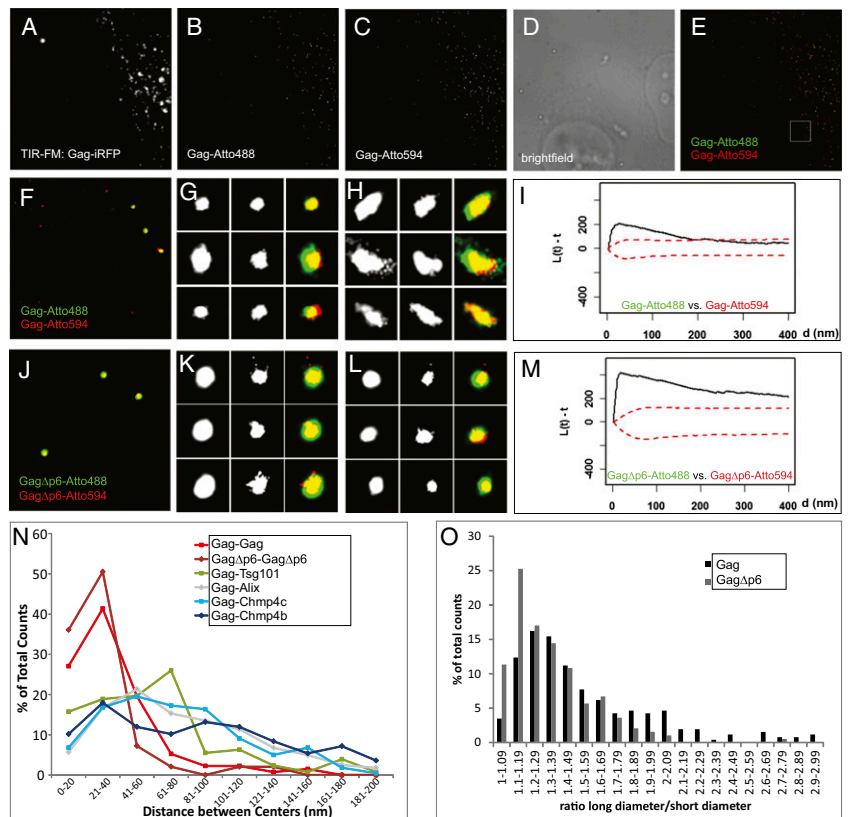 A
B
C
D
E
TIR-FM: Gag-iRFP
Gag-Atto488
Gag-Atto594
brightfield
Gag-Atto488
Gag-Atto594
F
G
H
I
Gag-Atto488
Gag-Atto594
L(t) - t
200
0
400
Gag-Atto488 vs. Gag-Atto594
0 100 200 300 400
d (nm)
J
K
L
M
GagΔp6-Atto488
GagΔp6-Atto594
L(t) - t
200
0
400
GagΔp6-Atto488 vs. GagΔp6-Atto594
0 100 200 300 400
d (nm)
N
% of Total Counts
60
50
40
30
20
10
0
Gag-Gag
GagΔp6-GagΔp6
Gag-Tsg101
Gag-Alix
Gag-Chmp4c
Gag-Chmp4b
0-20 21-40 41-60 61-80 81-100 101-120 121-140 141-160 161-180 181-200
Distance between Centers (nm)
O
% of total counts
30
25
20
15
10
5
0
Gag
GagΔp6
1-1.09 1.1-1.19 1.2-1.29 1.3-1.39 1.4-1.49 1.5-1.59 1.6-1.69 1.7-1.79 1.8-1.89 1.9-1.99 2-2.09 2.1-2.19 2.2-2.29 2.3-2.39 2.4-2.49 2.5-2.59 2.6-2.69 2.7-2.79 2.8-2.89 2.9-2.99
ratio long diameter/short diameter